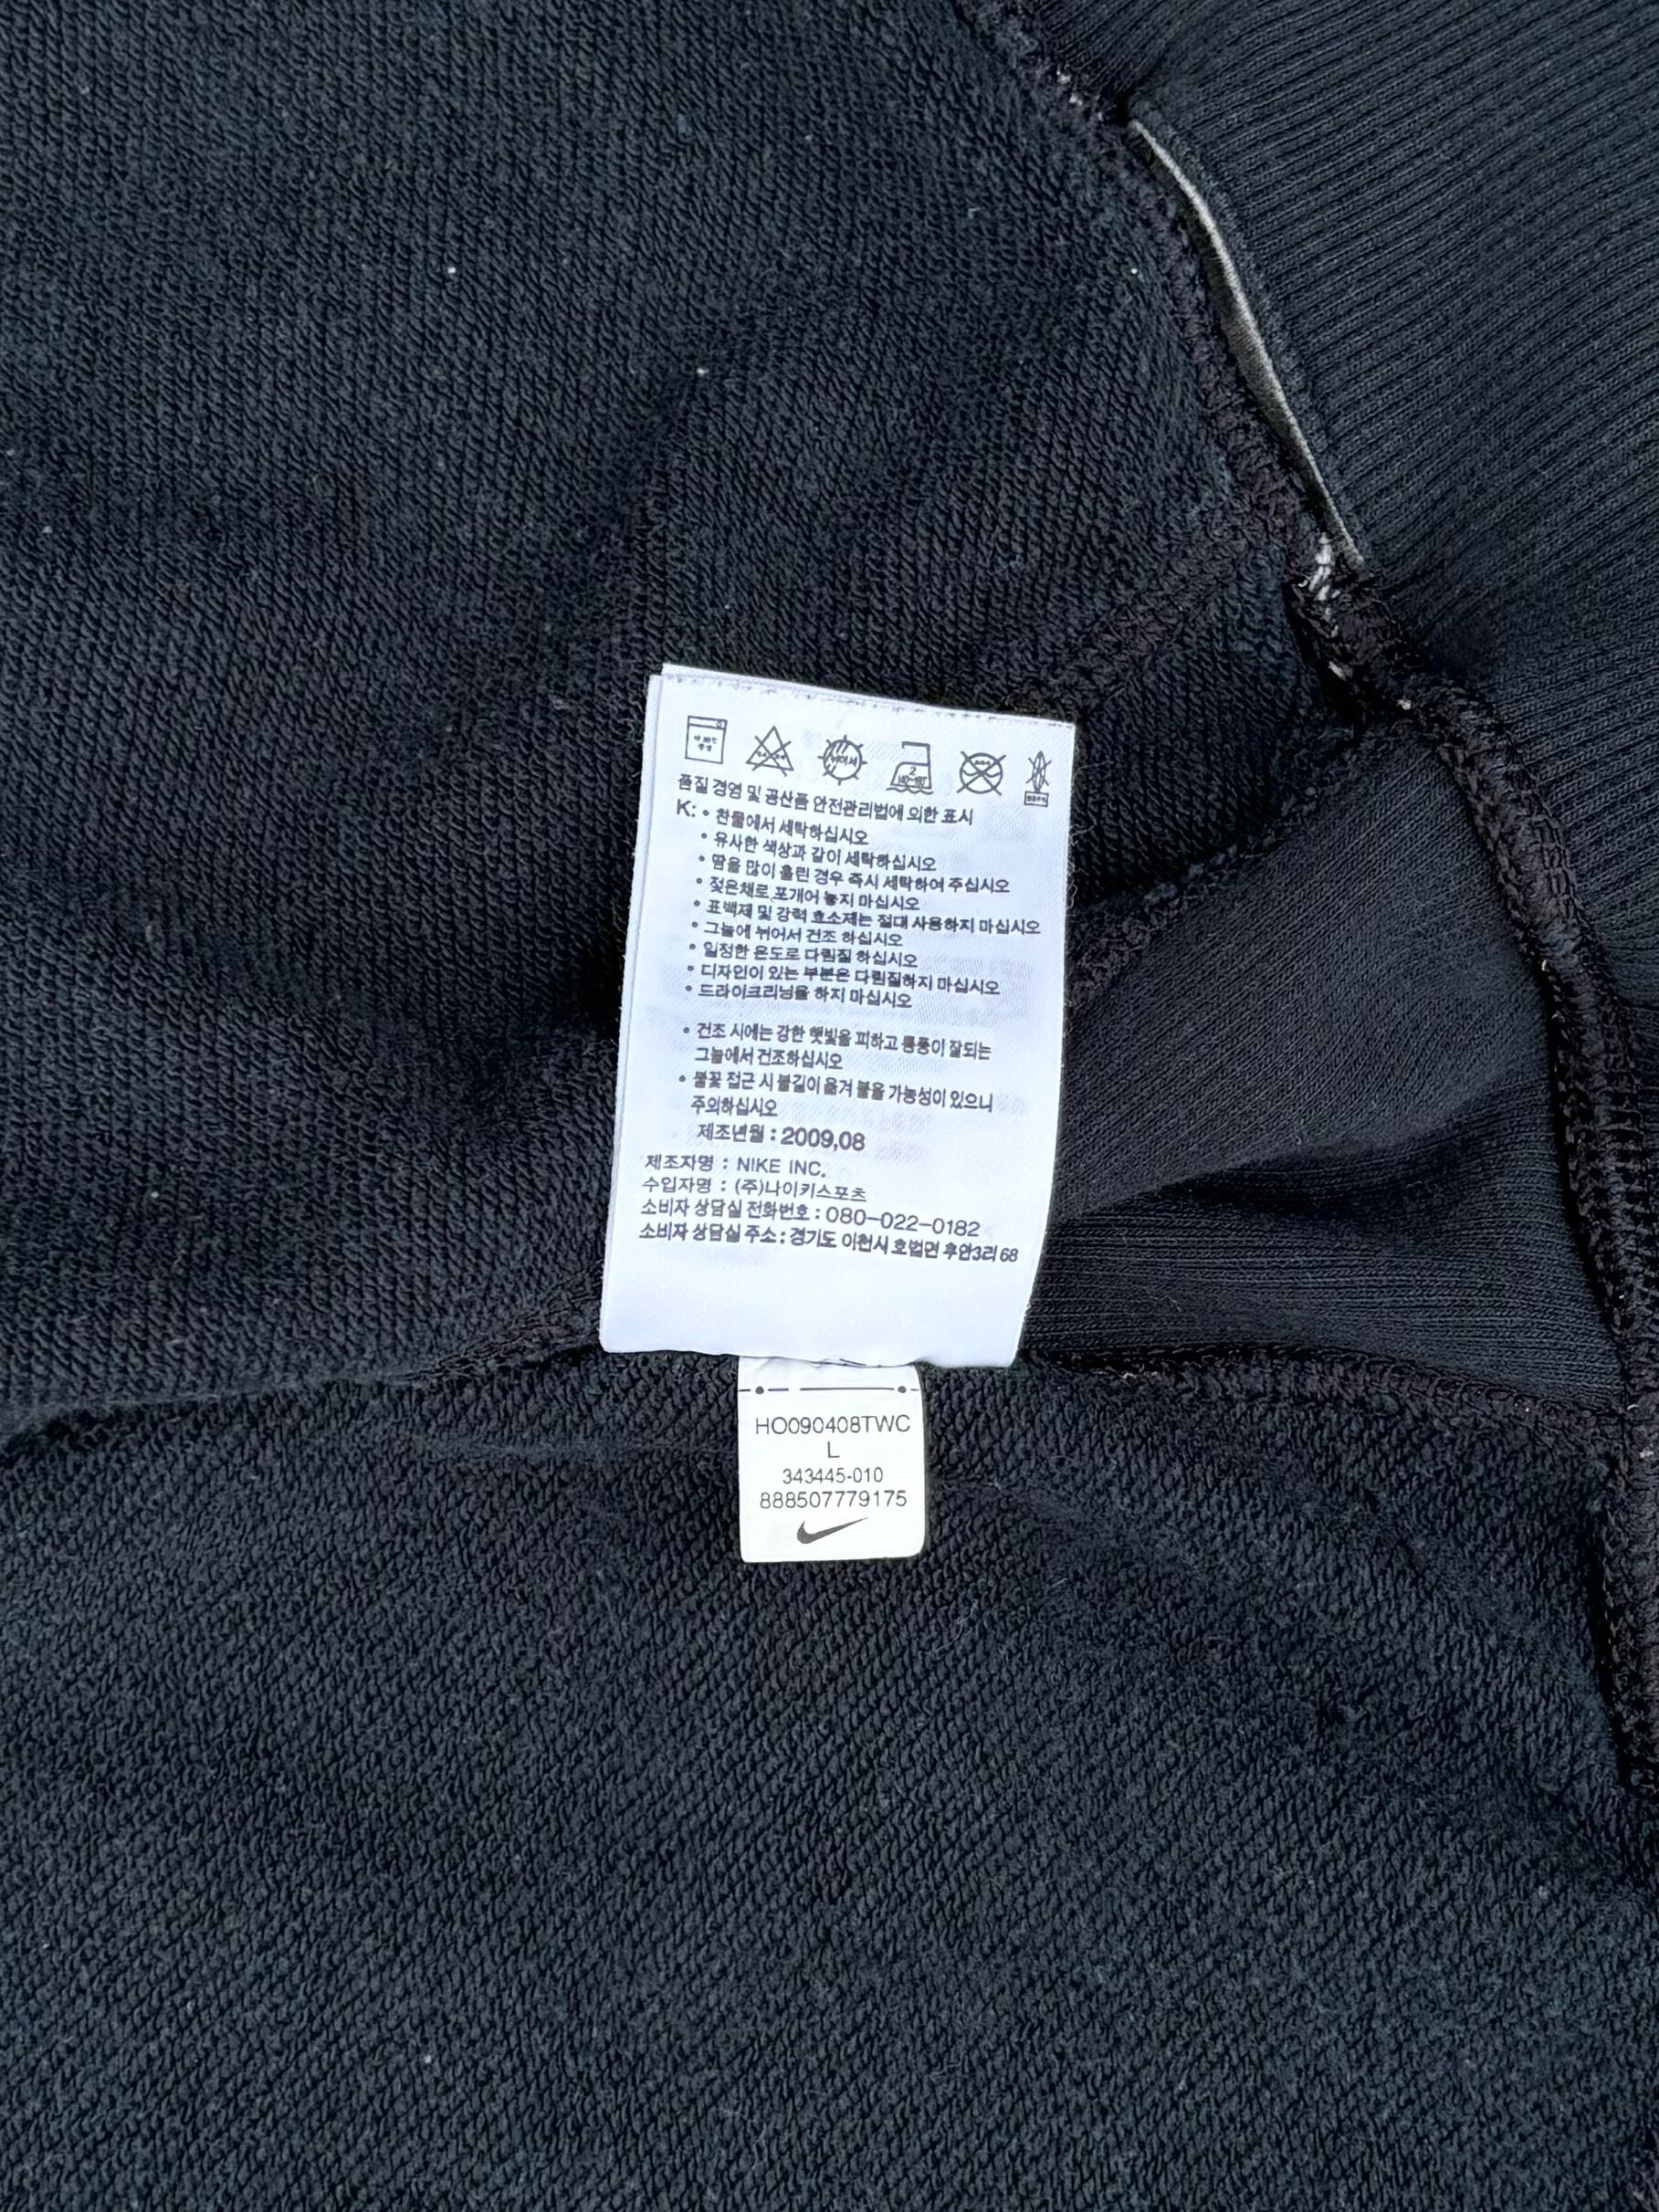 품질 경영 및 공산품 안전관리법에 의한 표시
K: • 찬물에서 세탁하십시오
• 유사한 색상과 같이 세탁하십시오
• 땀을 많이 흘린 경우 즉시 세탁하여 주십시오
• 젖은채로 포개어 놓지 마십시오
• 표백제 및 강력 효소제는 절대 사용하지 마십시오
• 그늘에 뉘어서 건조 하십시오
• 일정한 온도로 다림질 하십시오
• 디자인이 있는 부분은 다림질하지 마십시오
• 드라이크리닝을 하지 마십시오
• 건조 시에는 강한 햇빛을 피하고 통풍이 잘되는
그늘에서 건조하십시오
• 불꽃 접근 시 불길이 옮겨 붙을 가능성이 있으니
주의하십시오
제조년월 : 2009,08
제조자명 : NIKE INC.
수입자명 : (주)나이키스포츠
소비자 상담실 전화번호 : 080-022-0182
소비자 상담실 주소 : 경기도 이천시 호법면 후안3리 68
HO090408TWC
L
343445-010
888507779175